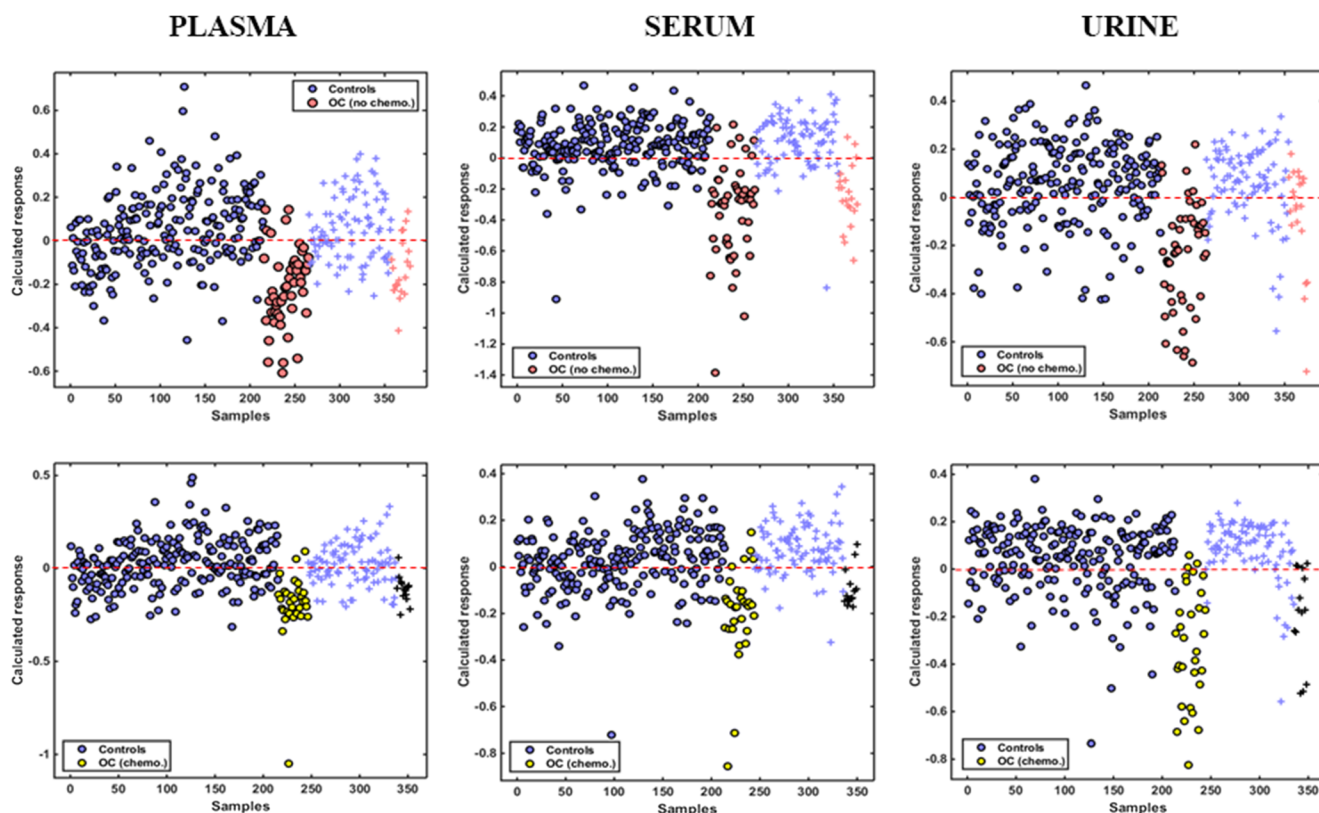 PLASMA
SERUM
URINE
Controls
OC (no chemo.)
0.6
0.4
0.2
0
-0.2
-0.4
-0.6
Calculated response
0 50 100 150 200 250 300 350
Samples
0.4
0.2
0
-0.2
-0.4
-0.6
-0.8
-1
-1.2
-1.4
Calculated response
Controls
OC (no chemo.)
0 50 100 150 200 250 300 350
Samples
0.4
0.2
0
-0.2
-0.4
-0.6
Calculated response
Controls
OC (no chemo.)
0 50 100 150 200 250 300 350
Samples
0.5
0
-0.5
-1
Calculated response
Controls
OC (chemo.)
0 50 100 150 200 250 300 350
Samples
0.4
0.2
0
-0.2
-0.4
-0.6
-0.8
Calculated response
Controls
OC (chemo.)
0 50 100 150 200 250 300 350
Samples
0.4
0.2
0
-0.2
-0.4
-0.6
-0.8
Calculated response
Controls
OC (chemo.)
0 50 100 150 200 250 300 350
Samples